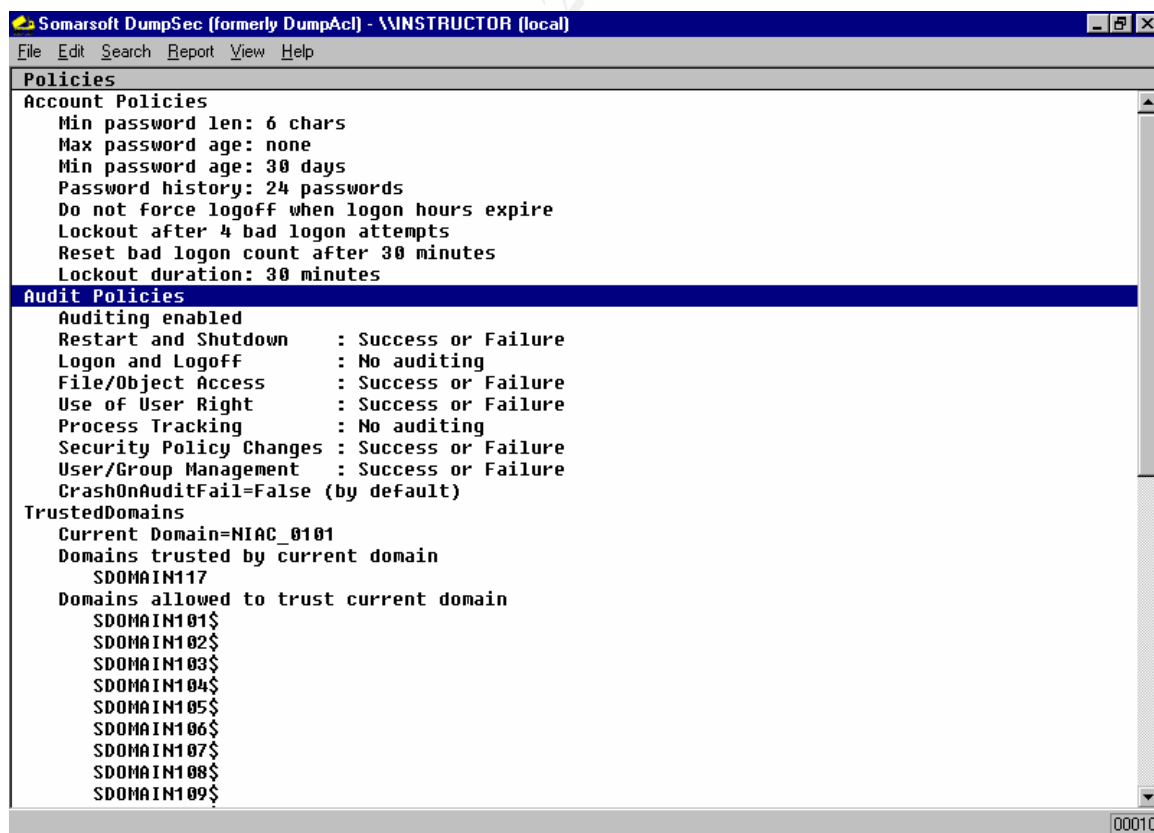 Somarsoft DumpSec (formerly DumpAcl) - \\INSTRUCTOR (local)
File Edit Search Report View Help
Policies
Account Policies
Min password len: 6 chars
Max password age: none
Min password age: 30 days
Password history: 24 passwords
Do not force logoff when logon hours expire
Lockout after 4 bad logon attempts
Reset bad logon count after 30 minutes
Lockout duration: 30 minutes
Audit Policies
Auditing enabled
Restart and Shutdown : Success or Failure
Logon and Logoff : No auditing
File/Object Access : Success or Failure
Use of User Right : Success or Failure
Process Tracking : No auditing
Security Policy Changes : Success or Failure
User/Group Management : Success or Failure
CrashOnAuditFail=False (by default)
TrustedDomains
Current Domain=NIAC_0101
Domains trusted by current domain
SDOMAIN117
Domains allowed to trust current domain
SDOMAIN101$
SDOMAIN102$
SDOMAIN103$
SDOMAIN104$
SDOMAIN105$
SDOMAIN106$
SDOMAIN107$
SDOMAIN108$
SDOMAIN109$
00010